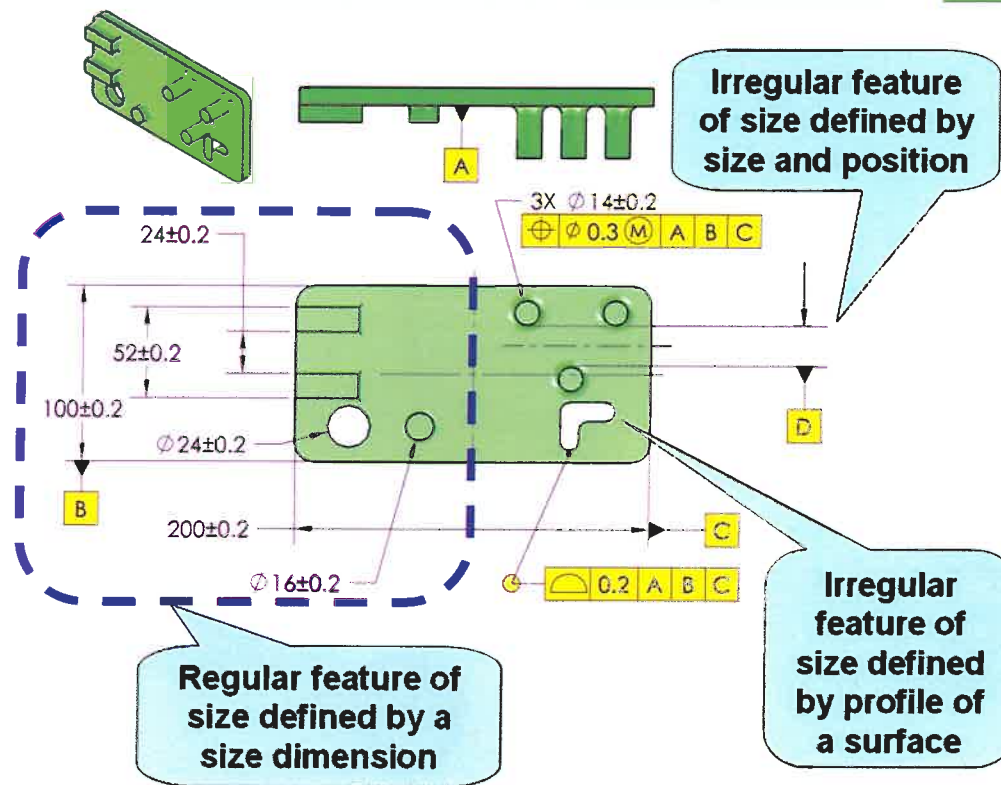 Irregular feature
of size defined by
size and position
A
3X ⌀14±0.2
⌖ ⌀ 0.3 Ⓜ A B C
24±0.2
52±0.2
100±0.2
⌀24±0.2
D
B
200±0.2
C
⌀16±0.2
⌓ 0.2 A B C
Irregular
feature of
size defined
by profile of
a surface
Regular feature of
size defined by a
size dimension